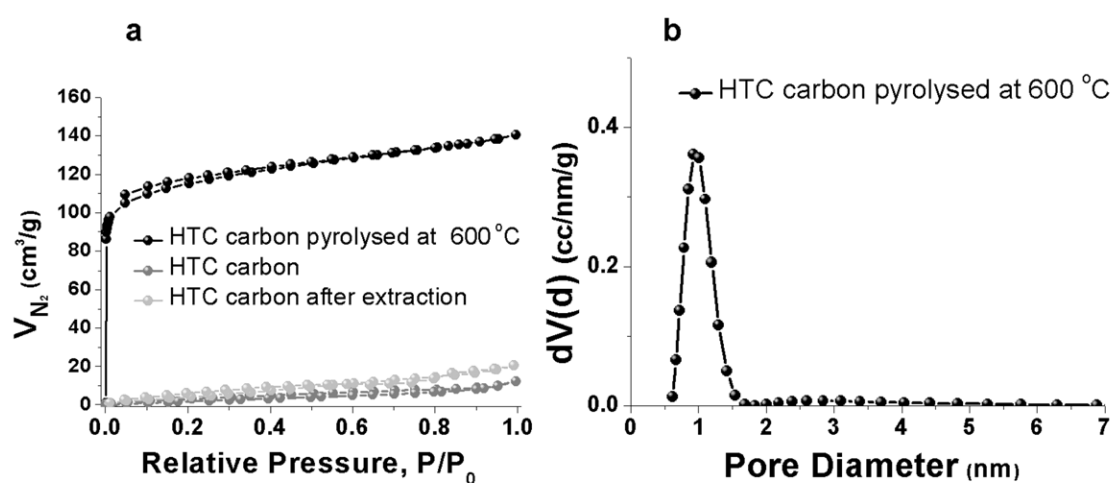 a
160
140
120
100
80
60
40
20
0
V_N₂ (cm³/g)
HTC carbon pyrolysed at 600 °C
HTC carbon
HTC carbon after extraction
0.0 0.2 0.4 0.6 0.8 1.0
Relative Pressure, P/P₀
b
HTC carbon pyrolysed at 600 °C
0.4
0.2
0.0
dV(d) (cc/nm/g)
0 1 2 3 4 5 6 7
Pore Diameter (nm)